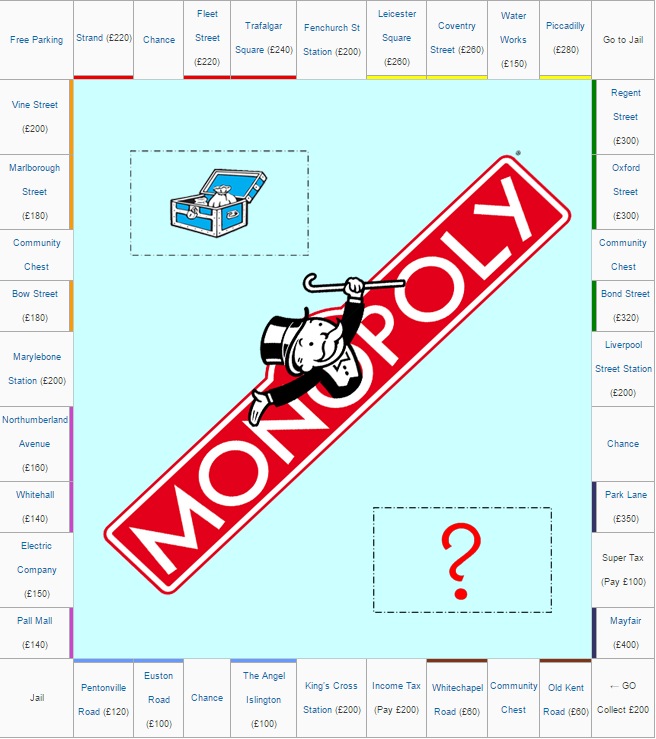 Free Parking
Strand (£220)
Chance
Fleet
Street
(£220)
Trafalgar
Square (£240)
Fenchurch St
Station (£200)
Leicester
Square
(£260)
Coventry
Street (£260)
Water
Works
(£150)
Piccadilly
(£280)
Go to Jail
Vine Street
(£200)
Marlborough
Street
(£180)
Community
Chest
Bow Street
(£180)
Marylebone
Station (£200)
Northumberland
Avenue
(£160)
Whitehall
(£140)
Electric
Company
(£150)
Pall Mall
(£140)
MONOPOLY
®
?
Regent
Street
(£300)
Oxford
Street
(£300)
Community
Chest
Bond Street
(£320)
Liverpool
Street Station
(£200)
Chance
Park Lane
(£350)
Super Tax
(Pay £100)
Mayfair
(£400)
Jail
Pentonville
Road (£120)
Euston
Road
(£100)
Chance
The Angel
Islington
(£100)
King's Cross
Station (£200)
Income Tax
(Pay £200)
Whitechapel
Road (£60)
Community
Chest
Old Kent
Road (£60)
← GO
Collect £200